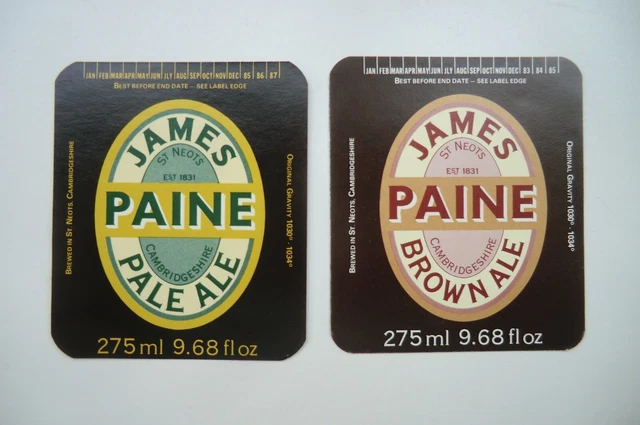 JAN FEB MAR APR MAY JUN JLY AUG SEP OCT NOV DEC 85 86 87
BEST BEFORE END DATE – SEE LABEL EDGE
BREWED IN ST. NEOTS, CAMBRIDGESHIRE
JAMES
ST NEOTS
EST 1831
PAINE
CAMBRIDGESHIRE
PALE ALE
ORIGINAL GRAVITY 1030° - 1034°
275 ml 9.68 fl oz
JAN FEB MAR APR MAY JUN JLY AUG SEP OCT NOV DEC 83 84 85
BEST BEFORE END DATE – SEE LABEL EDGE
BREWED IN ST. NEOTS, CAMBRIDGESHIRE
JAMES
ST NEOTS
EST 1831
PAINE
CAMBRIDGESHIRE
BROWN ALE
ORIGINAL GRAVITY 1030° - 1034°
275 ml 9.68 fl oz